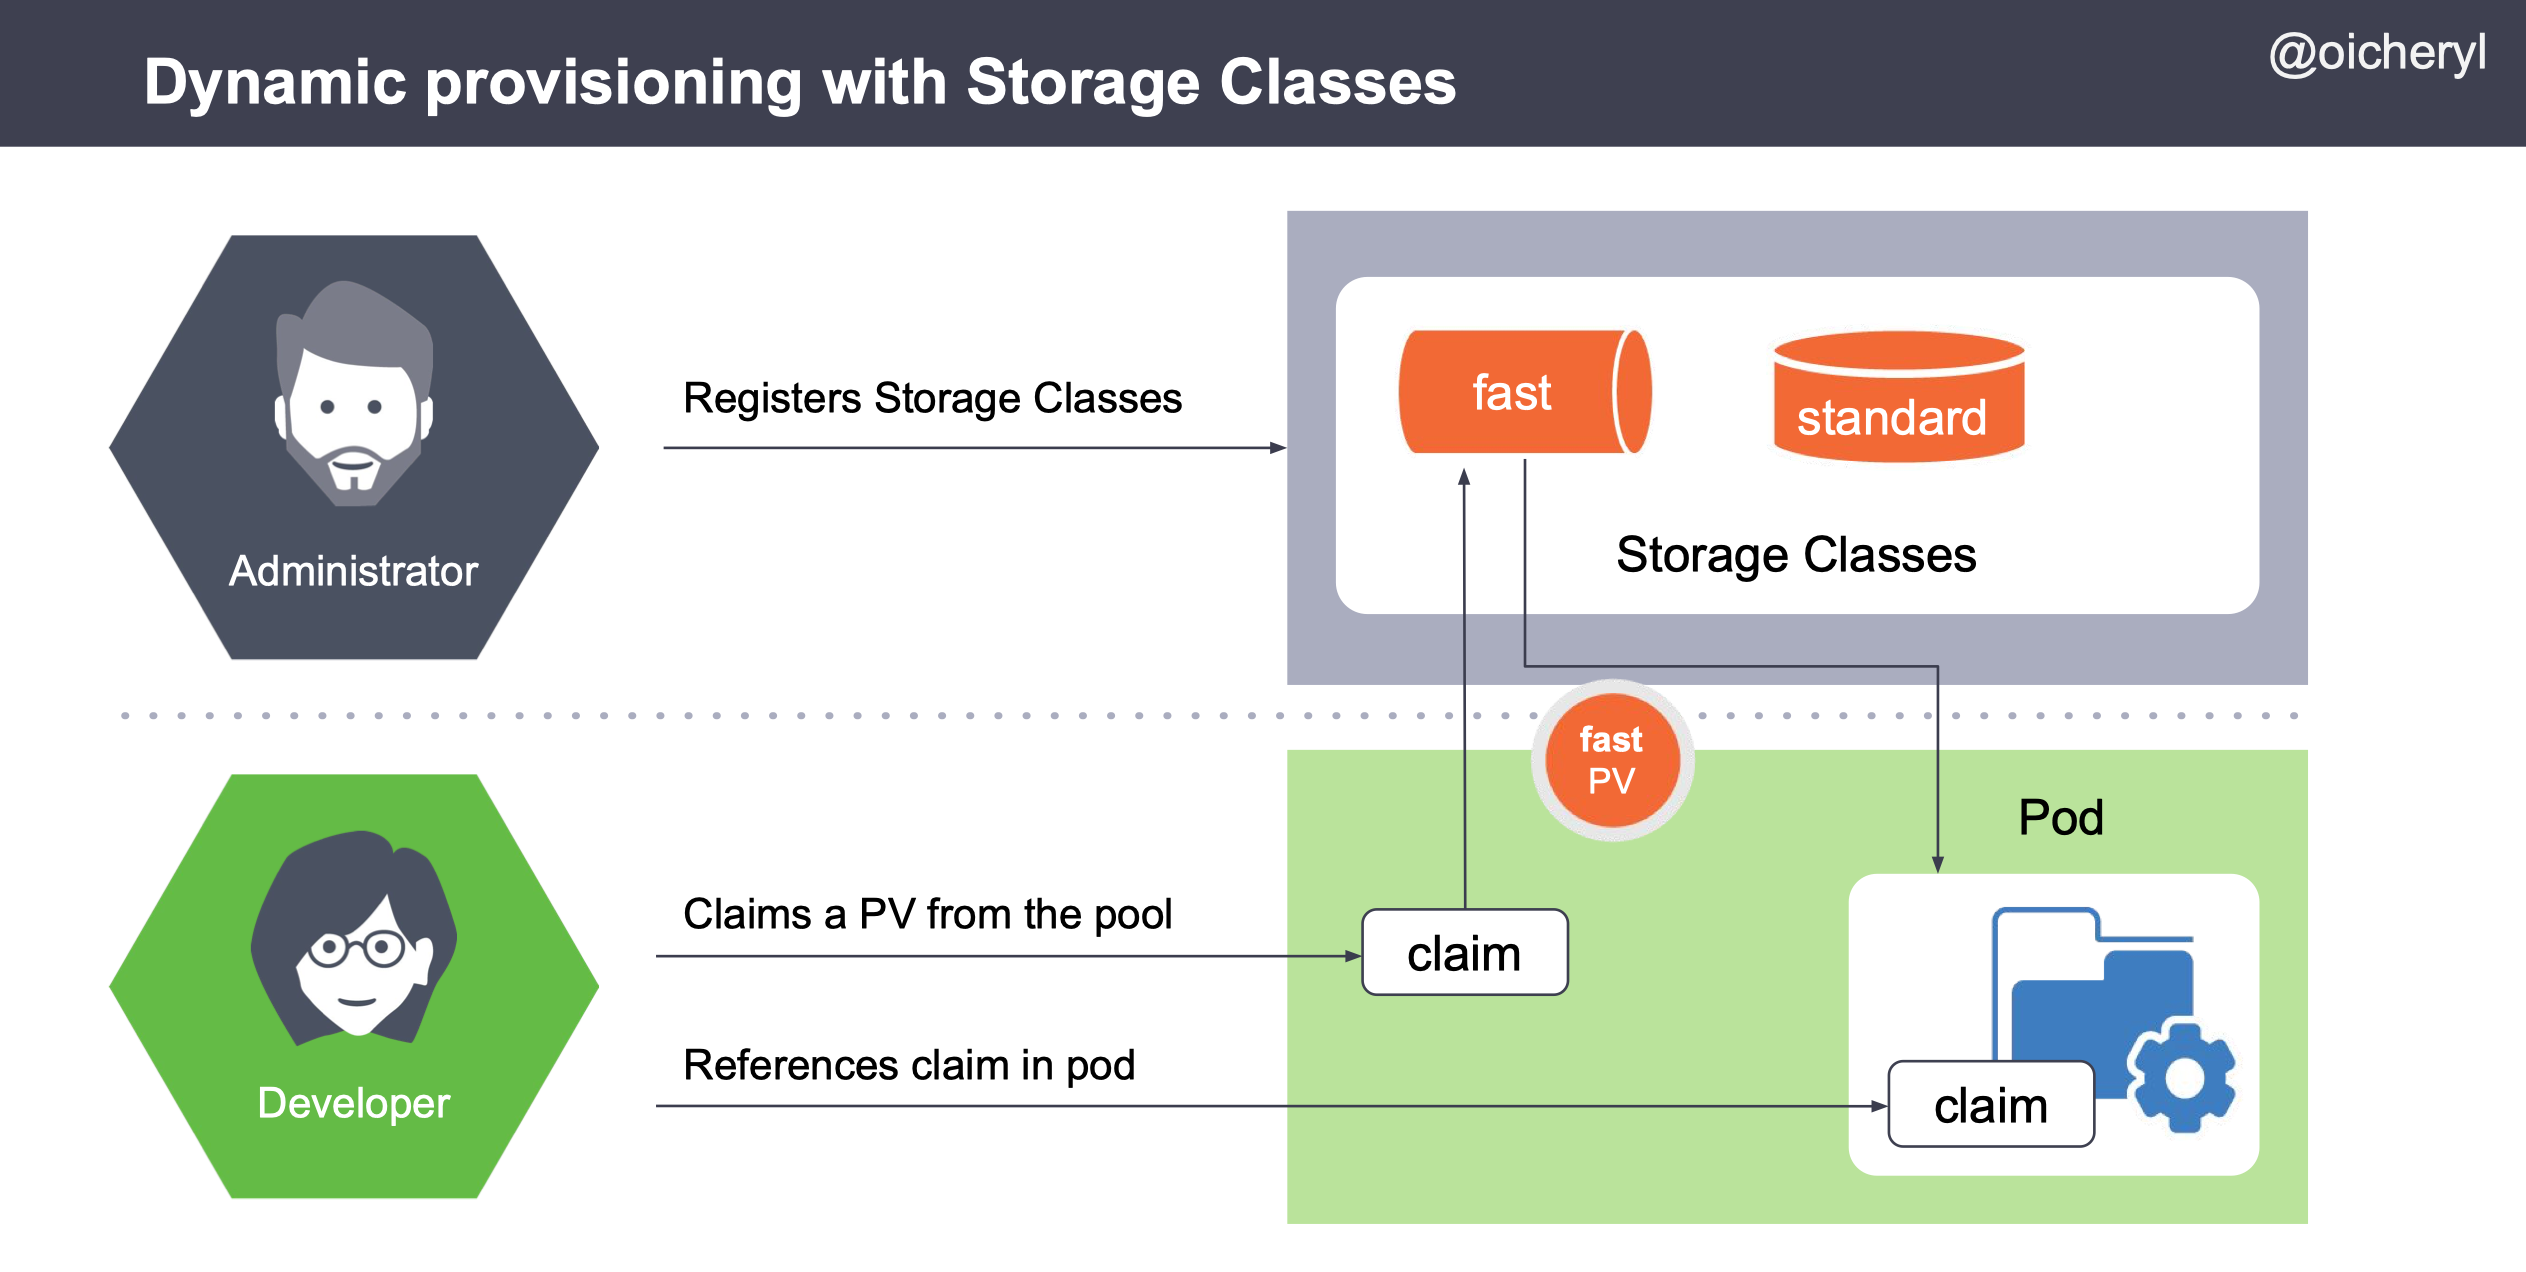 Dynamic provisioning with Storage Classes
@oicheryl
Administrator
Registers Storage Classes
fast
standard
Storage Classes
fast
PV
Pod
Developer
Claims a PV from the pool
claim
References claim in pod
claim